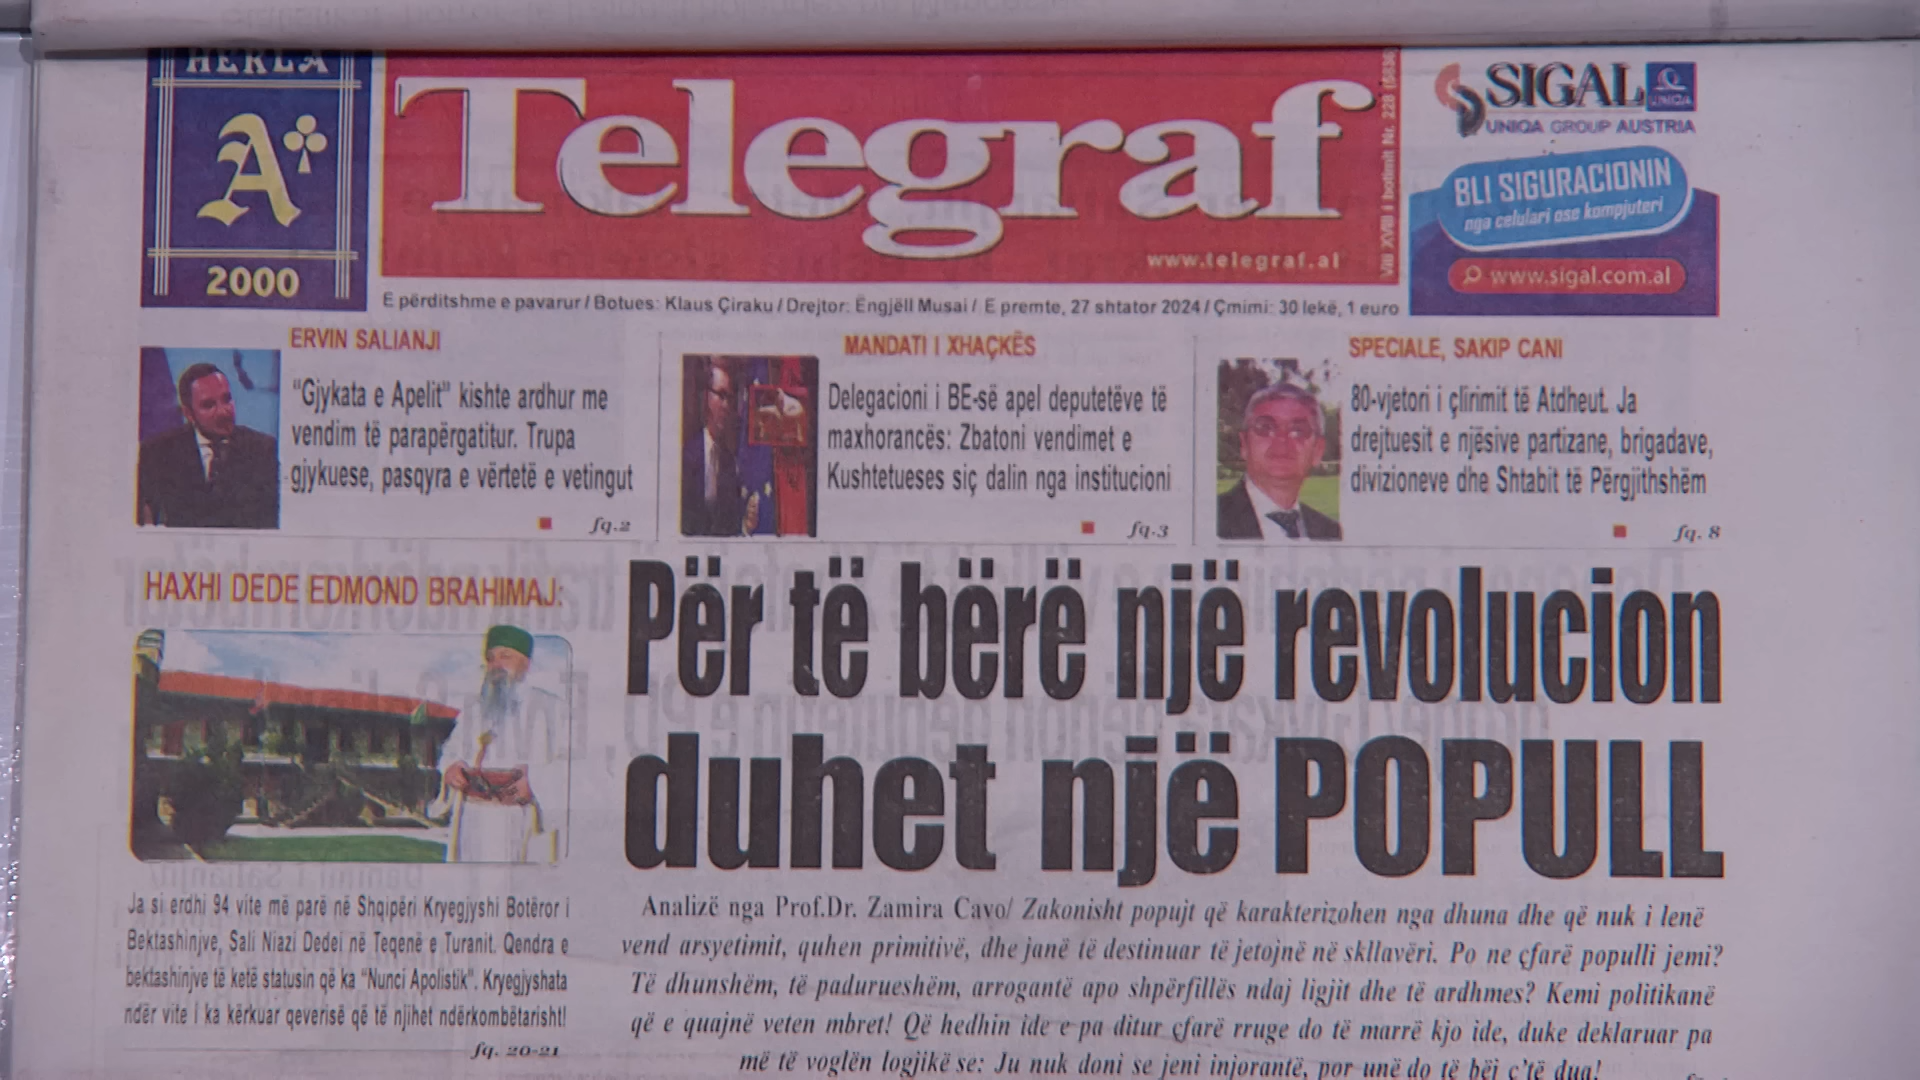 HEKLA
A
2000
Telegraf
www.telegraf.al
Viti XVIII i botimit Nr. 228
SIGAL
UNIQA
UNIQA GROUP AUSTRIA
BLI SIGURACIONIN
nga celulari ose kompjuteri
www.sigal.com.al
E përditshme e pavarur / Botues: Klaus Çiraku / Drejtor: Ëngjëll Musai / E premte, 27 shtator 2024 / Çmimi: 30 lekë, 1 euro
ERVIN SALIANJI
"Gjykata e Apelit" kishte ardhur me
vendim të parapërgatitur. Trupa
gjykuese, pasqyra e vërtetë e vetingut
fq.2
MANDATI I XHAÇKËS
Delegacioni i BE-së apel deputetëve të
maxhorancës: Zbatoni vendimet e
Kushtetueses siç dalin nga institucioni
fq.3
SPECIALE, SAKIP CANI
80-vjetori i çlirimit të Atdheut. Ja
drejtuesit e njësive partizane, brigadave,
divizioneve dhe Shtabit të Përgjithshëm
fq. 8
HAXHI DEDE EDMOND BRAHIMAJ:
Ja si erdhi 94 vite më parë në Shqipëri Kryegjyshi Botëror i
Bektashinjve, Sali Niazi Dedei në Teqenë e Turanit. Qendra e
bektashinjve të ketë statusin që ka "Nunci Apolistik". Kryegjyshata
ndër vite i ka kërkuar qeverisë që të njihet ndërkombëtarisht!
fq. 20-21
Për të bërë një revolucion
duhet një POPULL
Analizë nga Prof.Dr. Zamira Cavo/ Zakonisht popujt që karakterizohen nga dhuna dhe që nuk i lenë
vend arsyetimit, quhen primitivë, dhe janë të destinuar të jetojnë në skllavëri. Po ne çfarë populli jemi?
Të dhunshëm, të padurueshëm, arrogantë apo shpërfillës ndaj ligjit dhe të ardhmes? Kemi politikanë
që e quajnë veten mbret! Që hedhin ide e pa ditur çfarë rruge do të marrë kjo ide, duke deklaruar pa
më të voglën logjikë se: Ju nuk doni se jeni injorantë, por unë do të bëj ç'të dua!